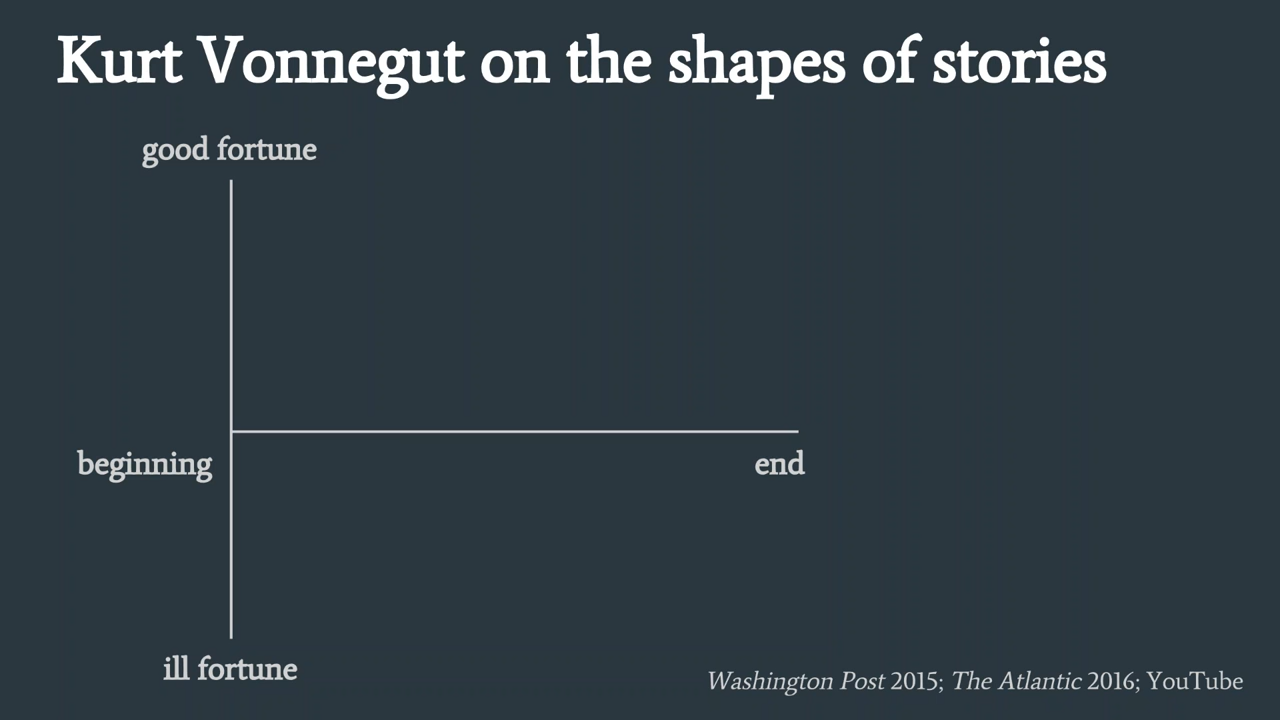 Kurt Vonnegut on the shapes of stories
good fortune
beginning
end
ill fortune
Washington Post 2015; The Atlantic 2016; YouTube